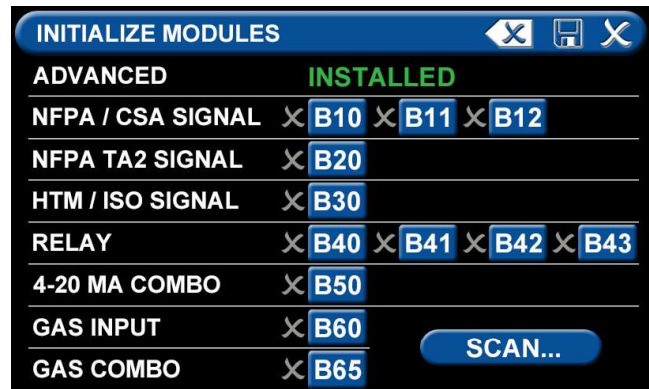 INITIALIZE MODULES
ADVANCED INSTALLED
NFPA / CSA SIGNAL B10 B11 B12
NFPA TA2 SIGNAL B20
HTM / ISO SIGNAL B30
RELAY B40 B41 B42 B43
4-20 MA COMBO B50
GAS INPUT B60
SCAN...
GAS COMBO B65